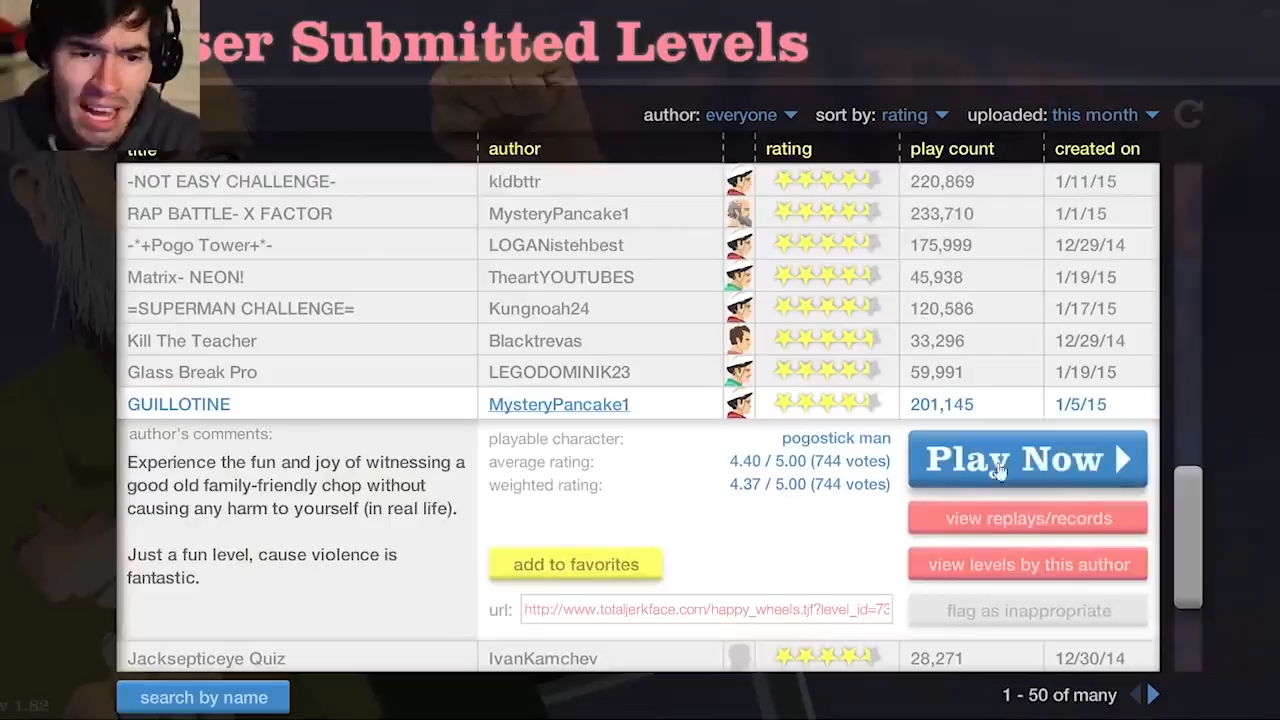 ser Submitted Levels
author: everyone sort by: rating uploaded: this month
title author rating play count created on
-NOT EASY CHALLENGE- kldbttr 220,869 1/11/15
RAP BATTLE- X FACTOR MysteryPancake1 233,710 1/1/15
-*+Pogo Tower+*- LOGANistehbest 175,999 12/29/14
Matrix- NEON! TheartYOUTUBES 45,938 1/19/15
=SUPERMAN CHALLENGE= Kungnoah24 120,586 1/17/15
Kill The Teacher Blacktrevas 33,296 12/29/14
Glass Break Pro LEGODOMINIK23 59,991 1/19/15
GUILLOTINE MysteryPancake1 201,145 1/5/15
author's comments:
Experience the fun and joy of witnessing a
good old family-friendly chop without
causing any harm to yourself (in real life).
Just a fun level, cause violence is
fantastic.
playable character: pogostick man
average rating: 4.40 / 5.00 (744 votes)
weighted rating: 4.37 / 5.00 (744 votes)
add to favorites
url: http://www.totaljerkface.com/happy_wheels.tjf?level_id=73
Play Now
view replays/records
view levels by this author
flag as inappropriate
Jacksepticeye Quiz IvanKamchev 28,271 12/30/14
search by name
1 - 50 of many
v 1.82